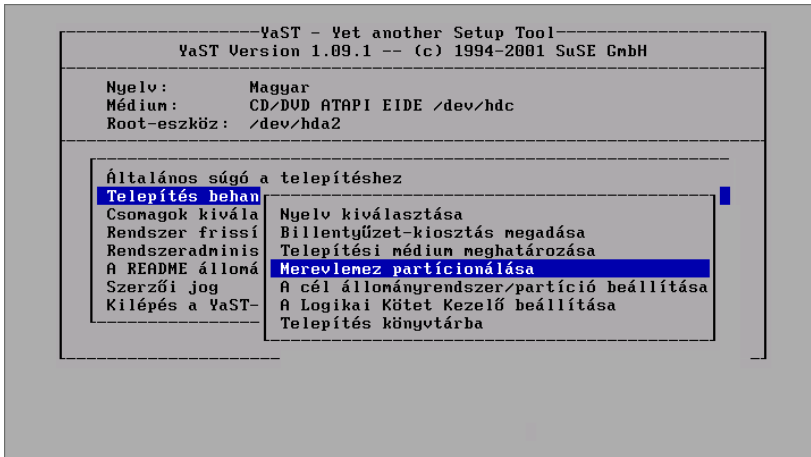 YaST - Yet another Setup Tool
YaST Version 1.09.1 -- (c) 1994-2001 SuSE GmbH
Nyelv: Magyar
Médium: CD/DVD ATAPI EIDE /dev/hdc
Root-eszköz: /dev/hda2
Általános súgó a telepítéshez
Telepítés behan
Csomagok kivála
Rendszer frissí
Rendszeradminis
A README állomá
Szerzői jog
Kilépés a YaST-
Nyelv kiválasztása
Billentyűzet-kiosztás megadása
Telepítési médium meghatározása
Merevlemez partícionálása
A cél állományrendszer/partíció beállítása
A Logikai Kötet Kezelő beállítása
Telepítés könyvtárba